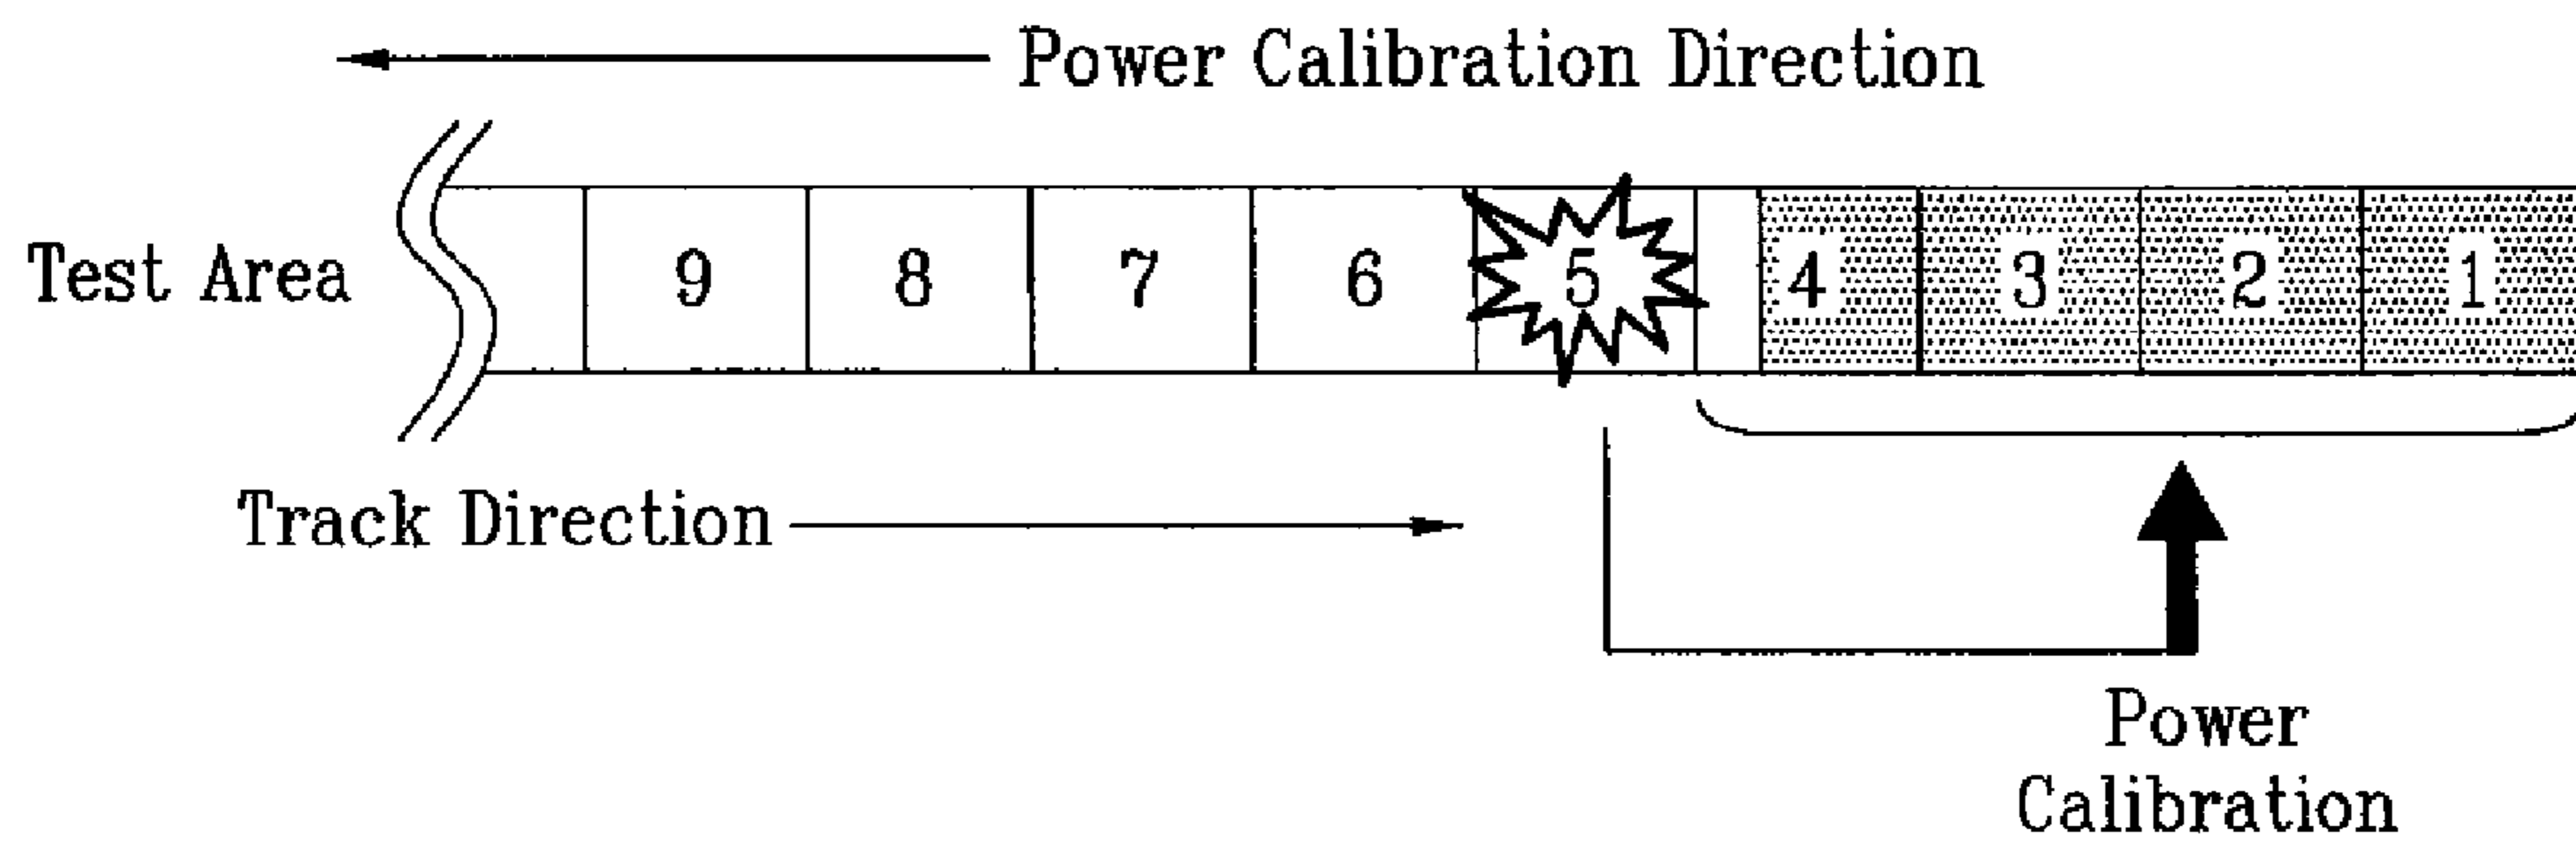 Power Calibration Direction
Test Area 9 8 7 6 5 4 3 2 1
Track Direction
Power
Calibration